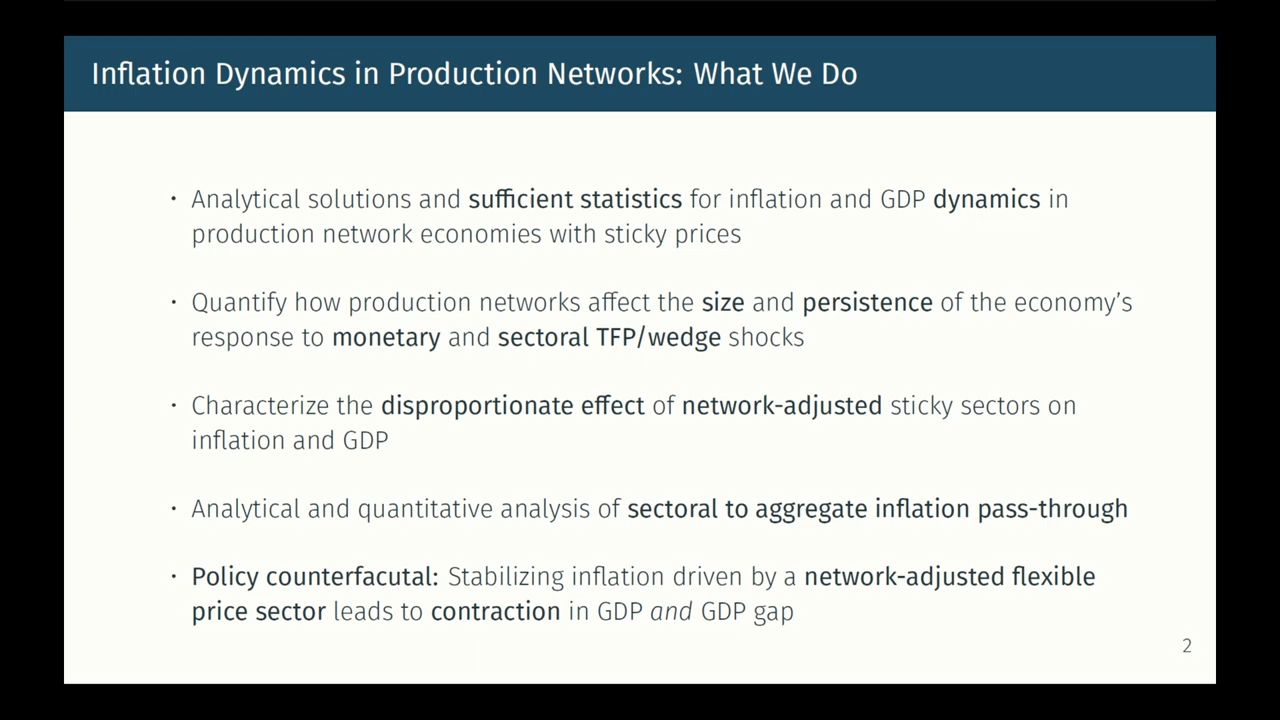 Inflation Dynamics in Production Networks: What We Do
• Analytical solutions and sufficient statistics for inflation and GDP dynamics in
production network economies with sticky prices
• Quantify how production networks affect the size and persistence of the economy's
response to monetary and sectoral TFP/wedge shocks
• Characterize the disproportionate effect of network-adjusted sticky sectors on
inflation and GDP
• Analytical and quantitative analysis of sectoral to aggregate inflation pass-through
• Policy counterfacutal: Stabilizing inflation driven by a network-adjusted flexible
price sector leads to contraction in GDP and GDP gap
2